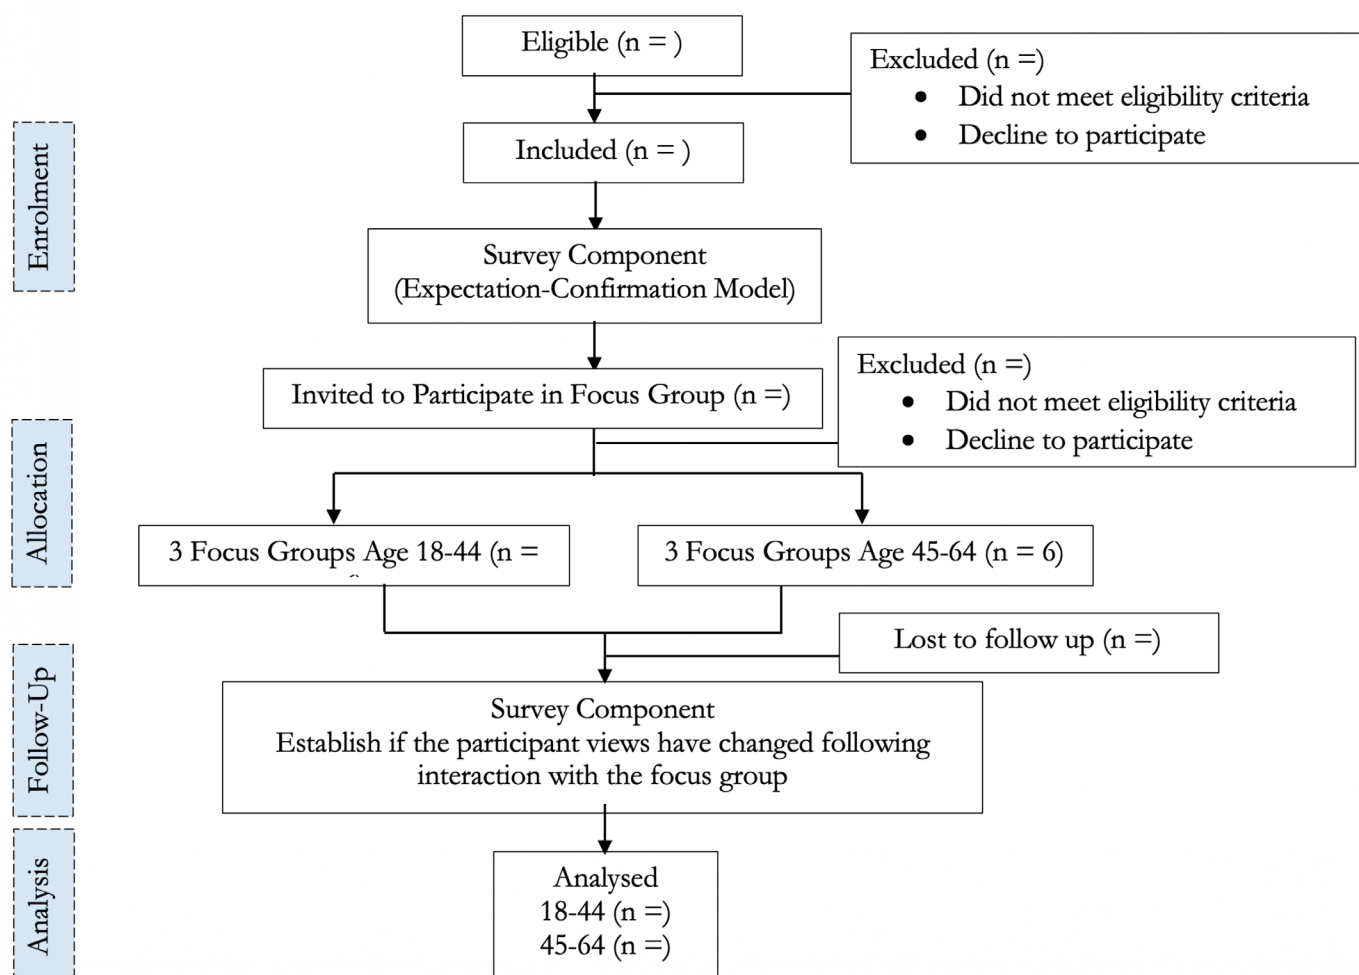 Eligible (n = )
Excluded (n =)
• Did not meet eligibility criteria
• Decline to participate
Enrolment
Included (n = )
Survey Component
(Expectation-Confirmation Model)
Invited to Participate in Focus Group (n =)
Excluded (n =)
• Did not meet eligibility criteria
• Decline to participate
Allocation
3 Focus Groups Age 18-44 (n =
3 Focus Groups Age 45-64 (n = 6)
Lost to follow up (n =)
Follow-Up
Survey Component
Establish if the participant views have changed following
interaction with the focus group
Analysis
Analysed
18-44 (n =)
45-64 (n =)